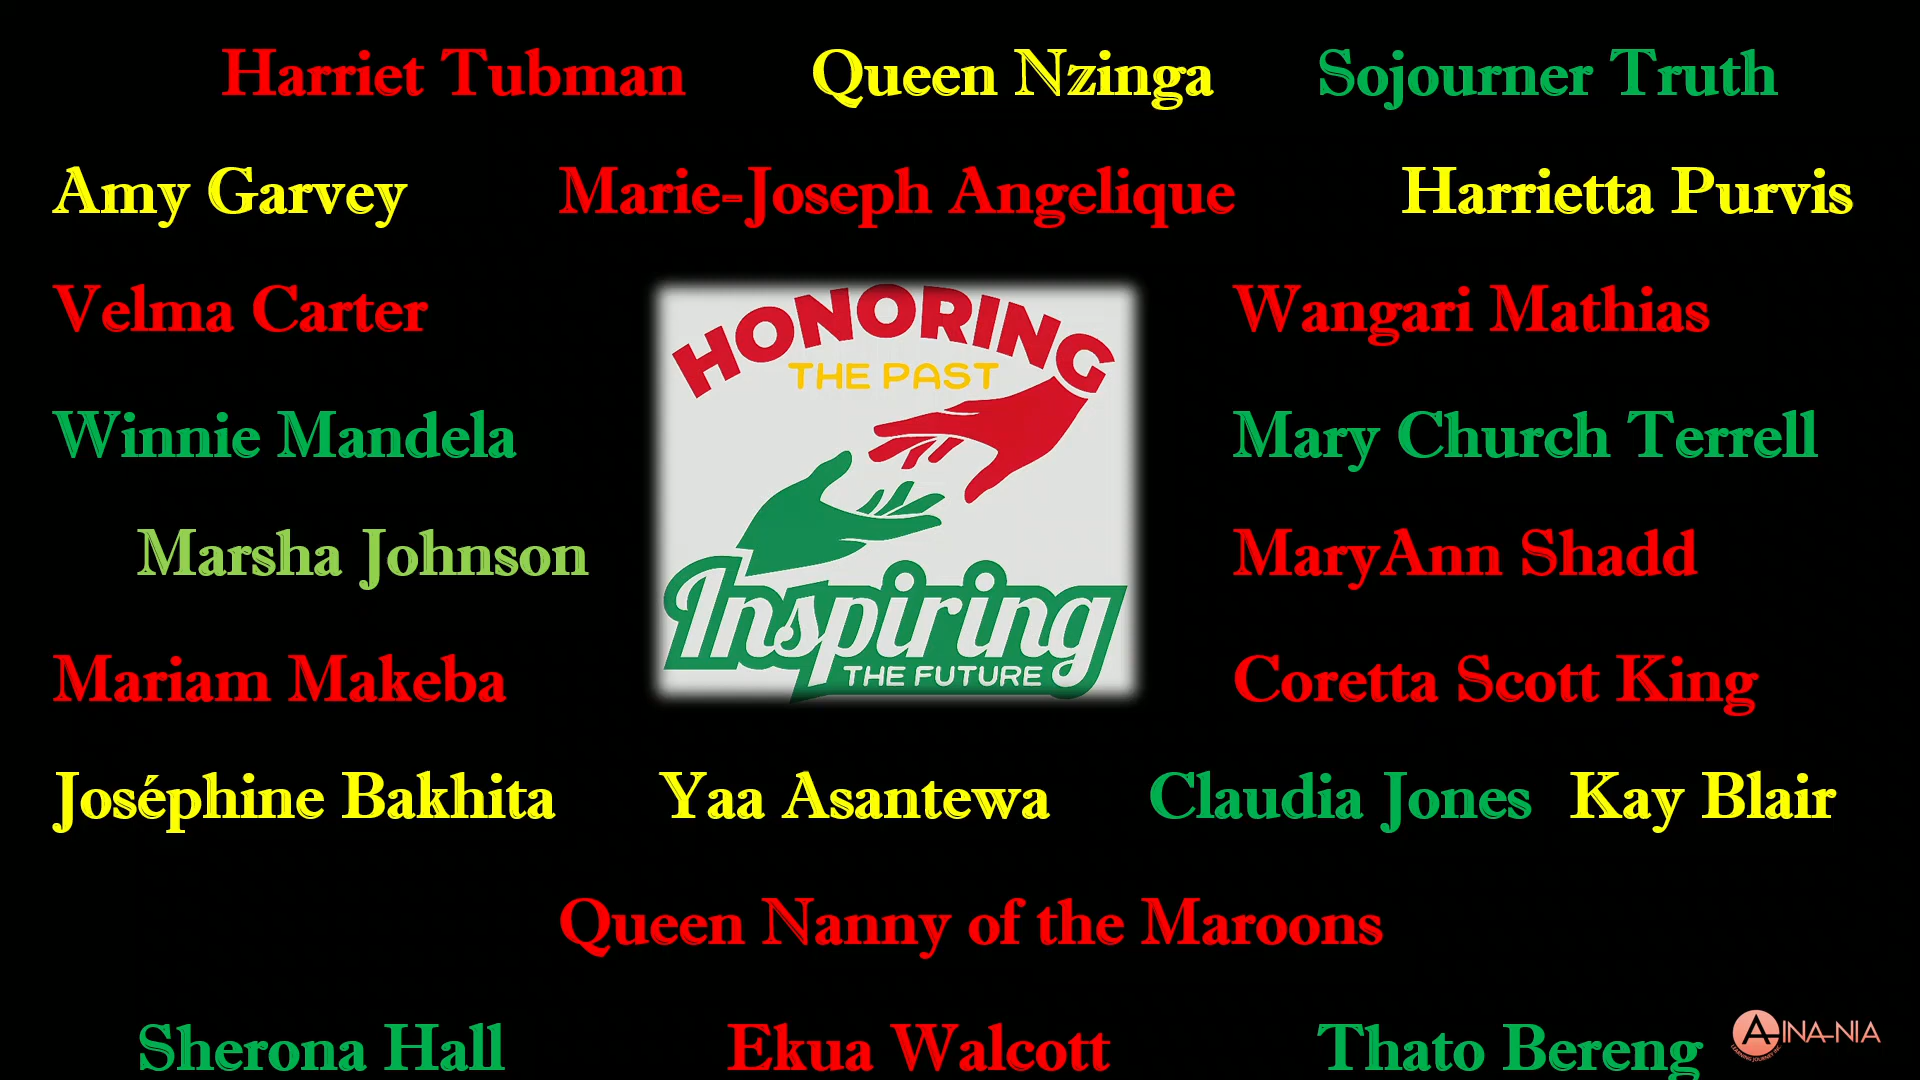 Harriet Tubman Queen Nzinga Sojourner Truth
Amy Garvey Marie-Joseph Angelique Harrietta Purvis
Velma Carter
Wangari Mathias
HONORING
THE PAST
Winnie Mandela
Mary Church Terrell
Marsha Johnson
MaryAnn Shadd
Inspiring
THE FUTURE
Mariam Makeba
Coretta Scott King
Joséphine Bakhita Yaa Asantewa Claudia Jones Kay Blair
Queen Nanny of the Maroons
Sherona Hall Ekua Walcott Thato Bereng
A-INA-NIA
LEARNING JOURNEY